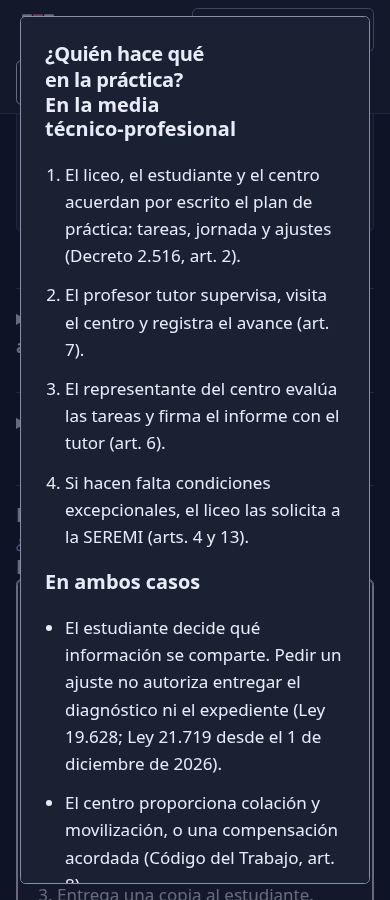 ¿Quién hace qué
en la práctica?
En la media
técnico-profesional
1. El liceo, el estudiante y el centro
acuerdan por escrito el plan de
práctica: tareas, jornada y ajustes
(Decreto 2.516, art. 2).
2. El profesor tutor supervisa, visita
el centro y registra el avance (art.
7).
3. El representante del centro evalúa
las tareas y firma el informe con el
tutor (art. 6).
4. Si hacen falta condiciones
excepcionales, el liceo las solicita a
la SEREMI (arts. 4 y 13).
En ambos casos
• El estudiante decide qué
información se comparte. Pedir un
ajuste no autoriza entregar el
diagnóstico ni el expediente (Ley
19.628; Ley 21.719 desde el 1 de
diciembre de 2026).
• El centro proporciona colación y
movilización, o una compensación
acordada (Código del Trabajo, art.
3. Entrega una copia al estudiante.